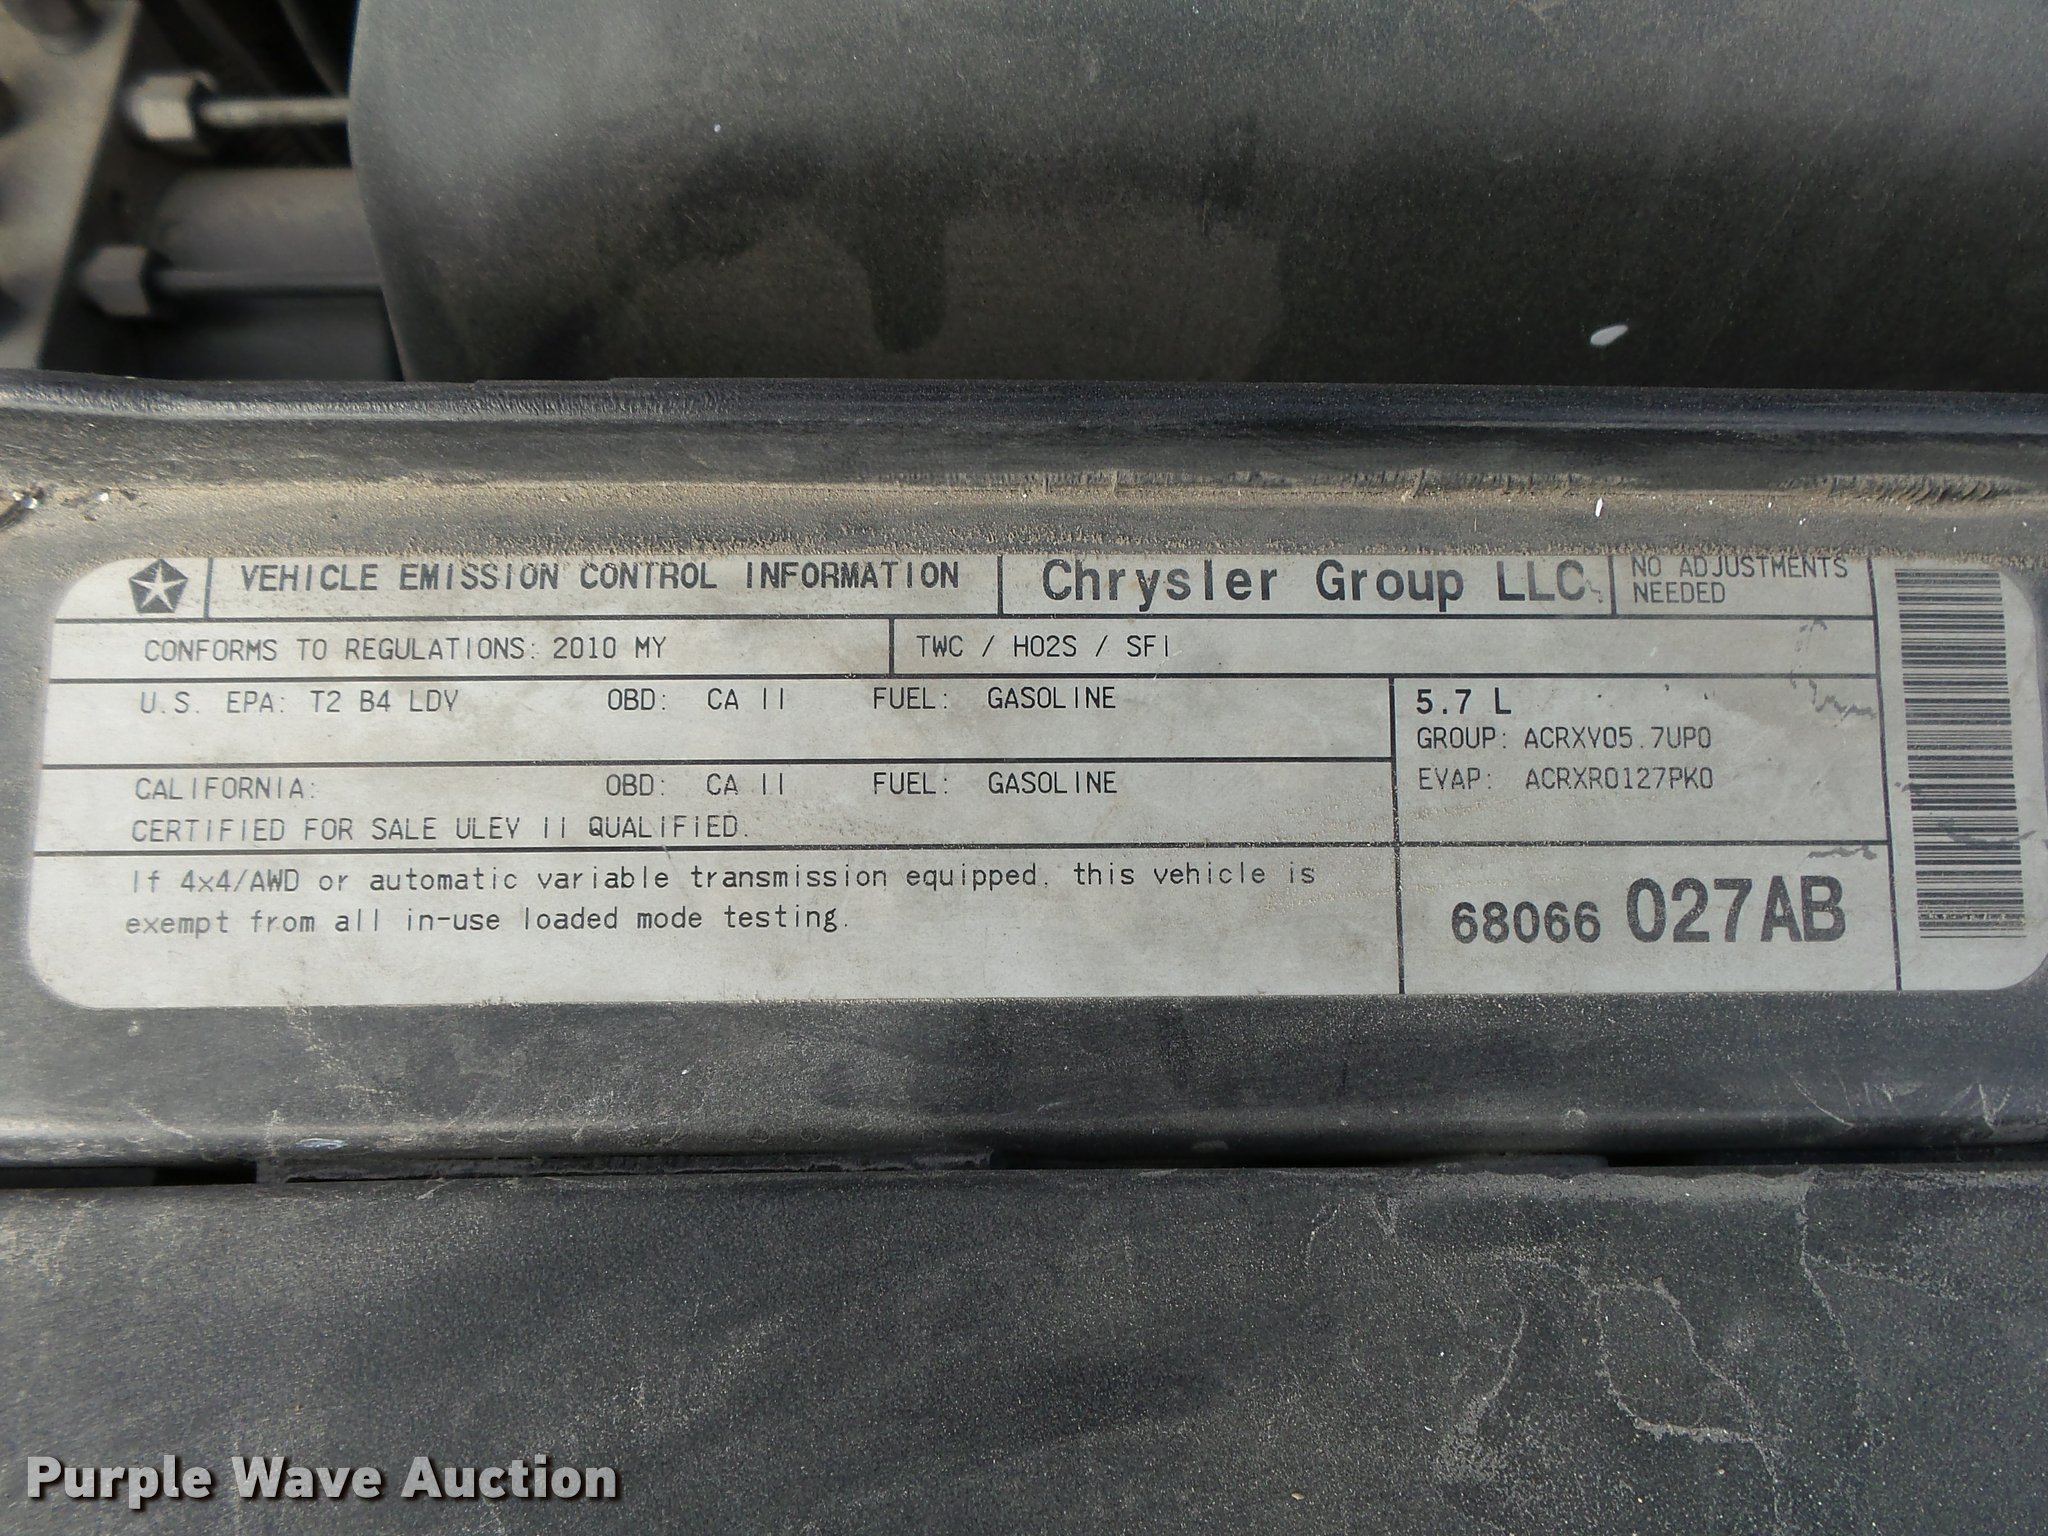 VEHICLE EMISSION CONTROL INFORMATION
Chrysler Group LLC
NO ADJUSTMENTS
NEEDED
CONFORMS TO REGULATIONS: 2010 MY
TWC / HO2S / SFI
U.S. EPA: T2 B4 LDV OBD: CA II FUEL: GASOLINE
CALIFORNIA: OBD: CA II FUEL: GASOLINE
CERTIFIED FOR SALE ULEV II QUALIFIED.
5.7 L
GROUP: ACRXV05.7UP0
EVAP: ACRXR0127PK0
If 4x4/AWD or automatic variable transmission equipped, this vehicle is
exempt from all in-use loaded mode testing.
68066 027AB
Purple Wave Auction